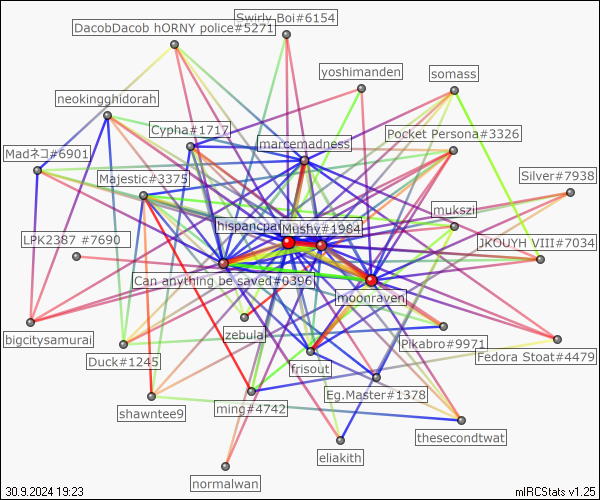 Swirly Boi#6154
DacobDacob hORNY police#5271
yoshimanden
somass
neokingghidorah
Cypha#1717
marcemadness
Pocket Persona#3326
Madネコ#6901
Majestic#3375
Silver#7938
mukszi
hispancpa
Mushy#1984
LPK2387 #7690
JKOUYH VIII#7034
Can anything be saved#0396
moonraven
zebulal
bigcitysamurai
Pikabro#9971
Duck#1245
frisout
Fedora Stoat#4479
Eg.Master#1378
shawntee9
ming#4742
thesecondtwat
eliakith
normalwan
30.9.2024 19:23
mIRCStats v1.25